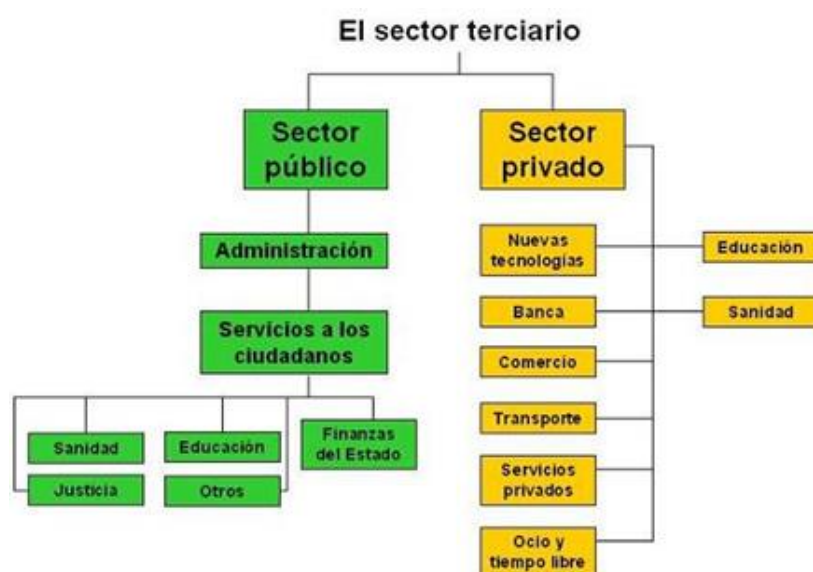 El sector terciario
Sector
público
Administración
Servicios a los
ciudadanos
Sanidad
Educación
Finanzas
del Estado
Justicia
Otros
Sector
privado
Nuevas
tecnologías
Educación
Banca
Sanidad
Comercio
Transporte
Servicios
privados
Ocio y
tiempo libre